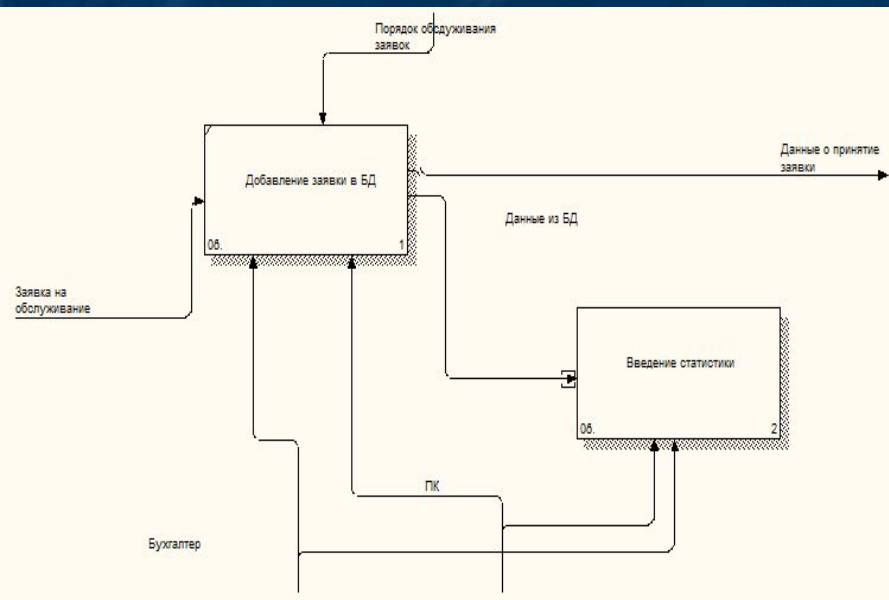 Порядок обсдуживания
заявок
Данные о принятие
заявки
Добавление заявки в БД
0б. 1
Данные из БД
Заявка на
обслуживание
Введение статистики
0б. 2
ПК
Бухгалтер